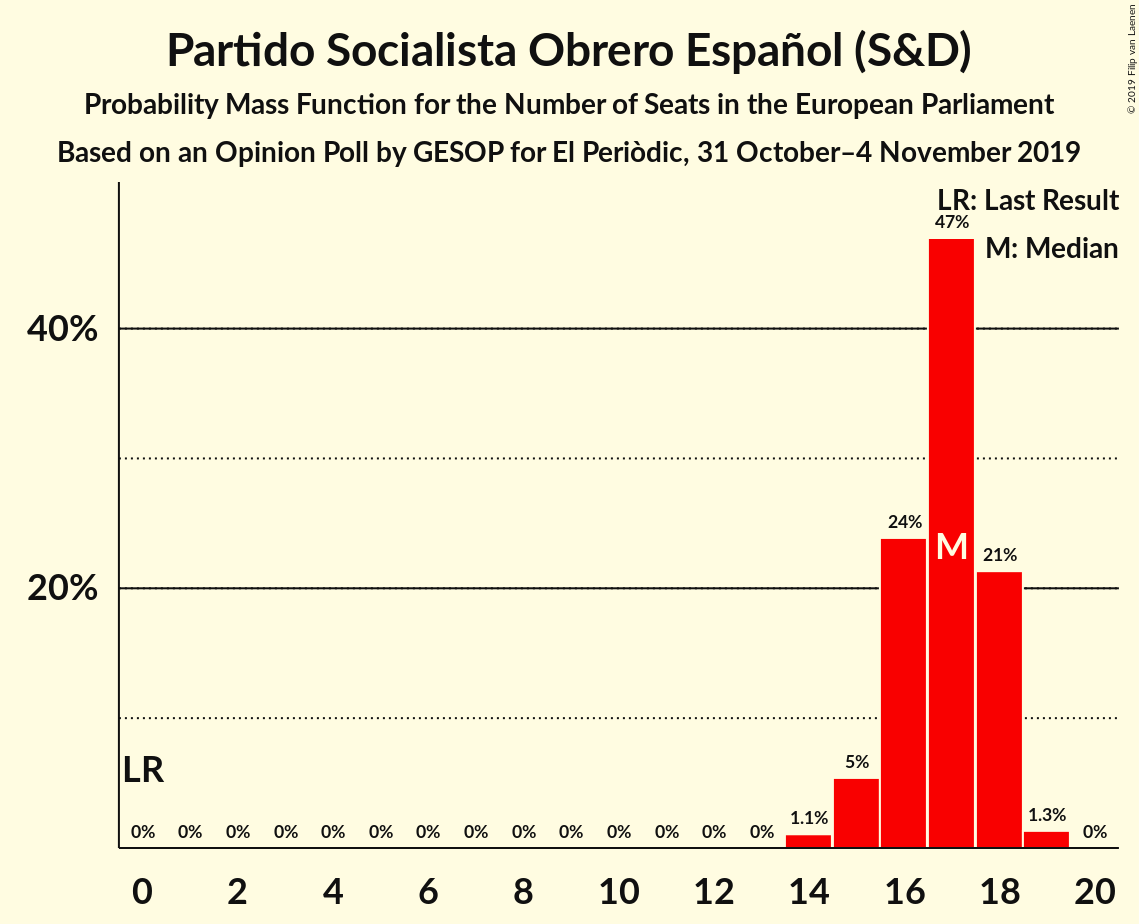 Partido Socialista Obrero Español (S&D)
Probability Mass Function for the Number of Seats in the European Parliament
Based on an Opinion Poll by GESOP for El Periòdic, 31 October–4 November 2019
© 2019 Filip van Laenen
LR: Last Result
M: Median
47%
40%
24%
M
21%
20%
LR
5%
1.1%
1.3%
0% 0% 0% 0% 0% 0% 0% 0% 0% 0% 0% 0% 0% 0% 0%
0 2 4 6 8 10 12 14 16 18 20